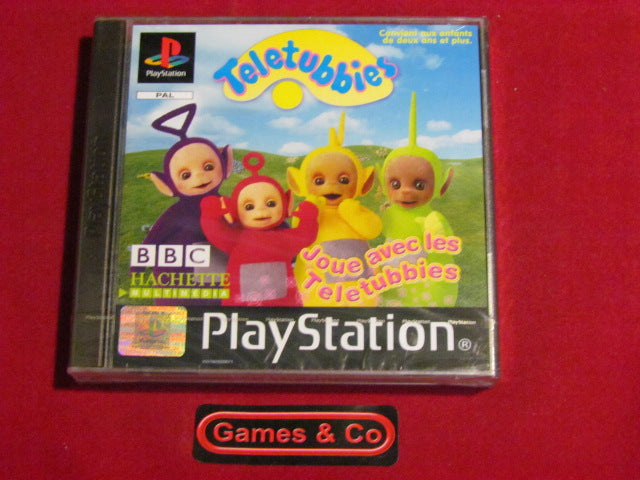 PlayStation
PAL
Teletubbies
Convient aux enfants
de deux ans et plus.
BBC
HACHETTE
MULTIMEDIA
Joue avec les
Teletubbies
PlayStation®
Games & Co